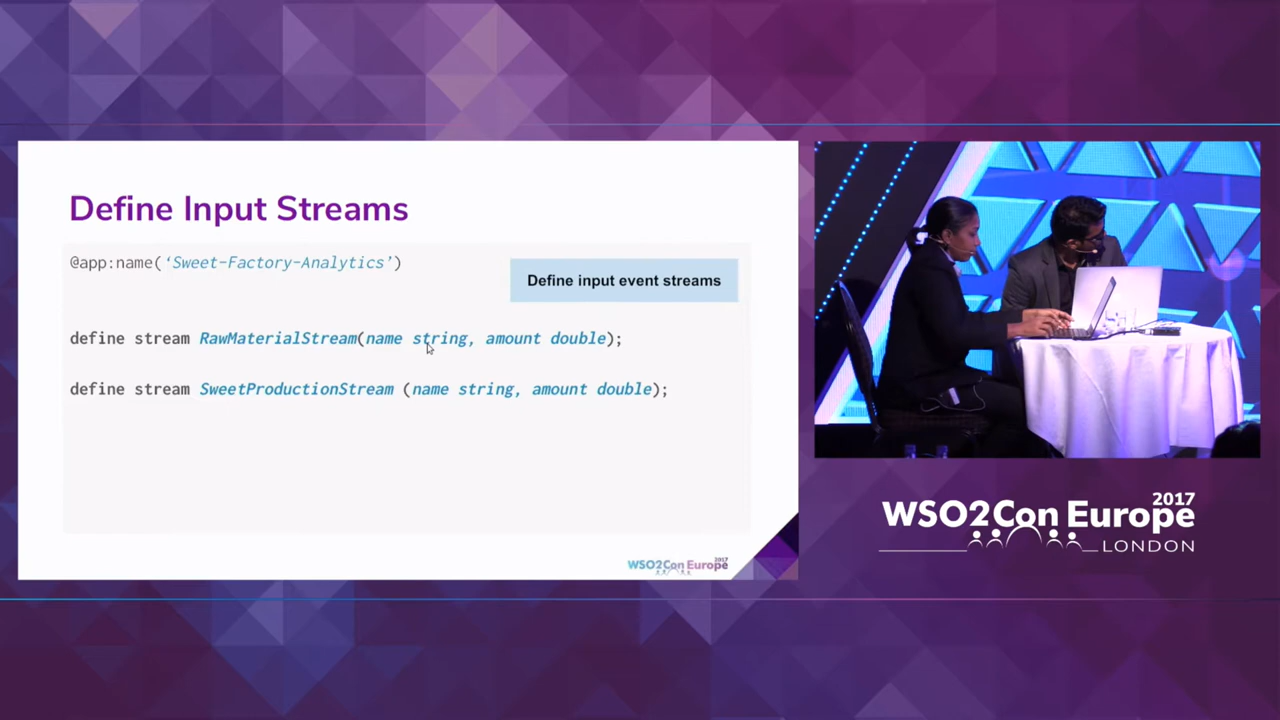 Define Input Streams
@app:name(‘Sweet-Factory-Analytics’)
Define input event streams
define stream RawMaterialStream(name string, amount double);
define stream SweetProductionStream (name string, amount double);
2017
WSO2Con Europe
2017
WSO2Con Europe
LONDON